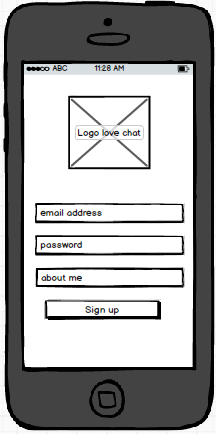 ABC 11:28 AM
Logo love chat
email address
password
about me
Sign up